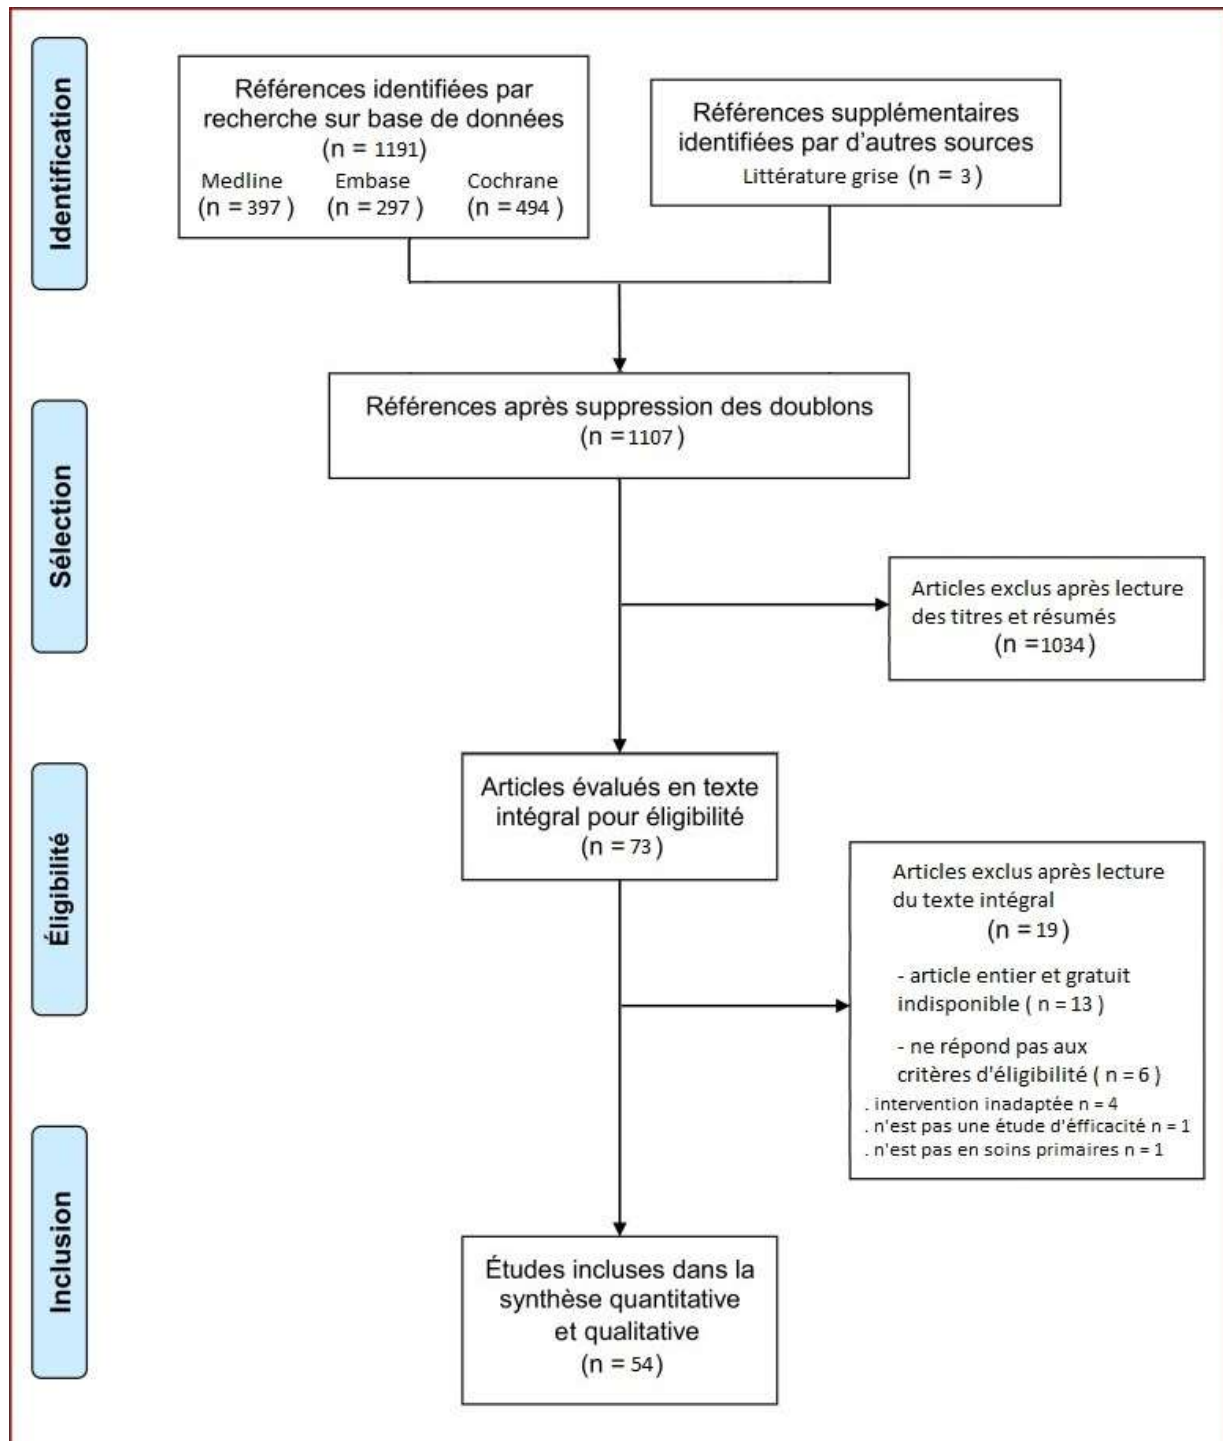 Identification
Références identifiées par
recherche sur base de données
(n = 1191)
Medline Embase Cochrane
(n = 397 ) (n = 297 ) (n = 494 )
Références supplémentaires
identifiées par d'autres sources
Littérature grise (n = 3 )
Sélection
Références après suppression des doublons
(n =1107 )
Articles exclus après lecture
des titres et résumés
(n =1034)
Éligibilité
Articles évalués en texte
intégral pour éligibilité
(n = 73 )
Articles exclus après lecture
du texte intégral
(n = 19 )
- article entier et gratuit
indisponible ( n = 13 )
- ne répond pas aux
critères d'éligibilité ( n = 6 )
. intervention inadaptée n = 4
. n'est pas une étude d'éfficacité n = 1
. n'est pas en soins primaires n = 1
Inclusion
Études incluses dans la
synthèse quantitative
et qualitative
(n = 54 )